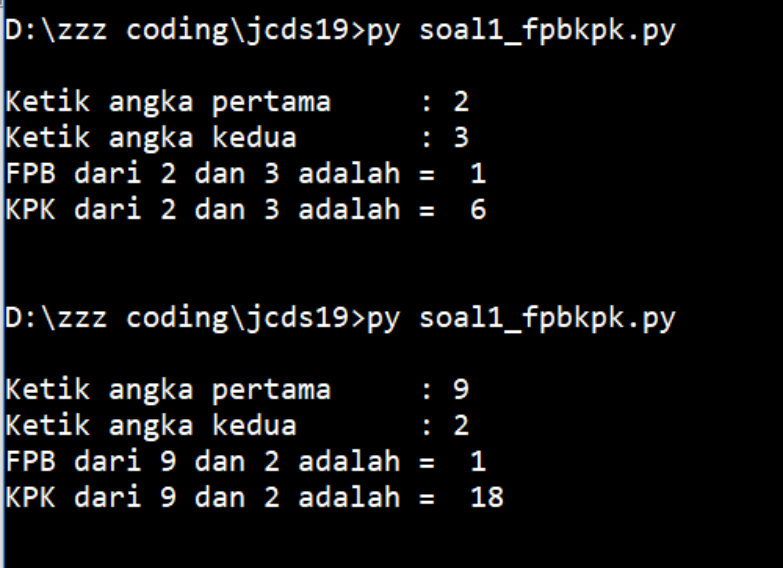 D:\zzz coding\jcds19>py soal1_fpbkpk.py
Ketik angka pertama     : 2
Ketik angka kedua       : 3
FPB dari 2 dan 3 adalah =  1
KPK dari 2 dan 3 adalah =  6
D:\zzz coding\jcds19>py soal1_fpbkpk.py
Ketik angka pertama     : 9
Ketik angka kedua       : 2
FPB dari 9 dan 2 adalah =  1
KPK dari 9 dan 2 adalah =  18